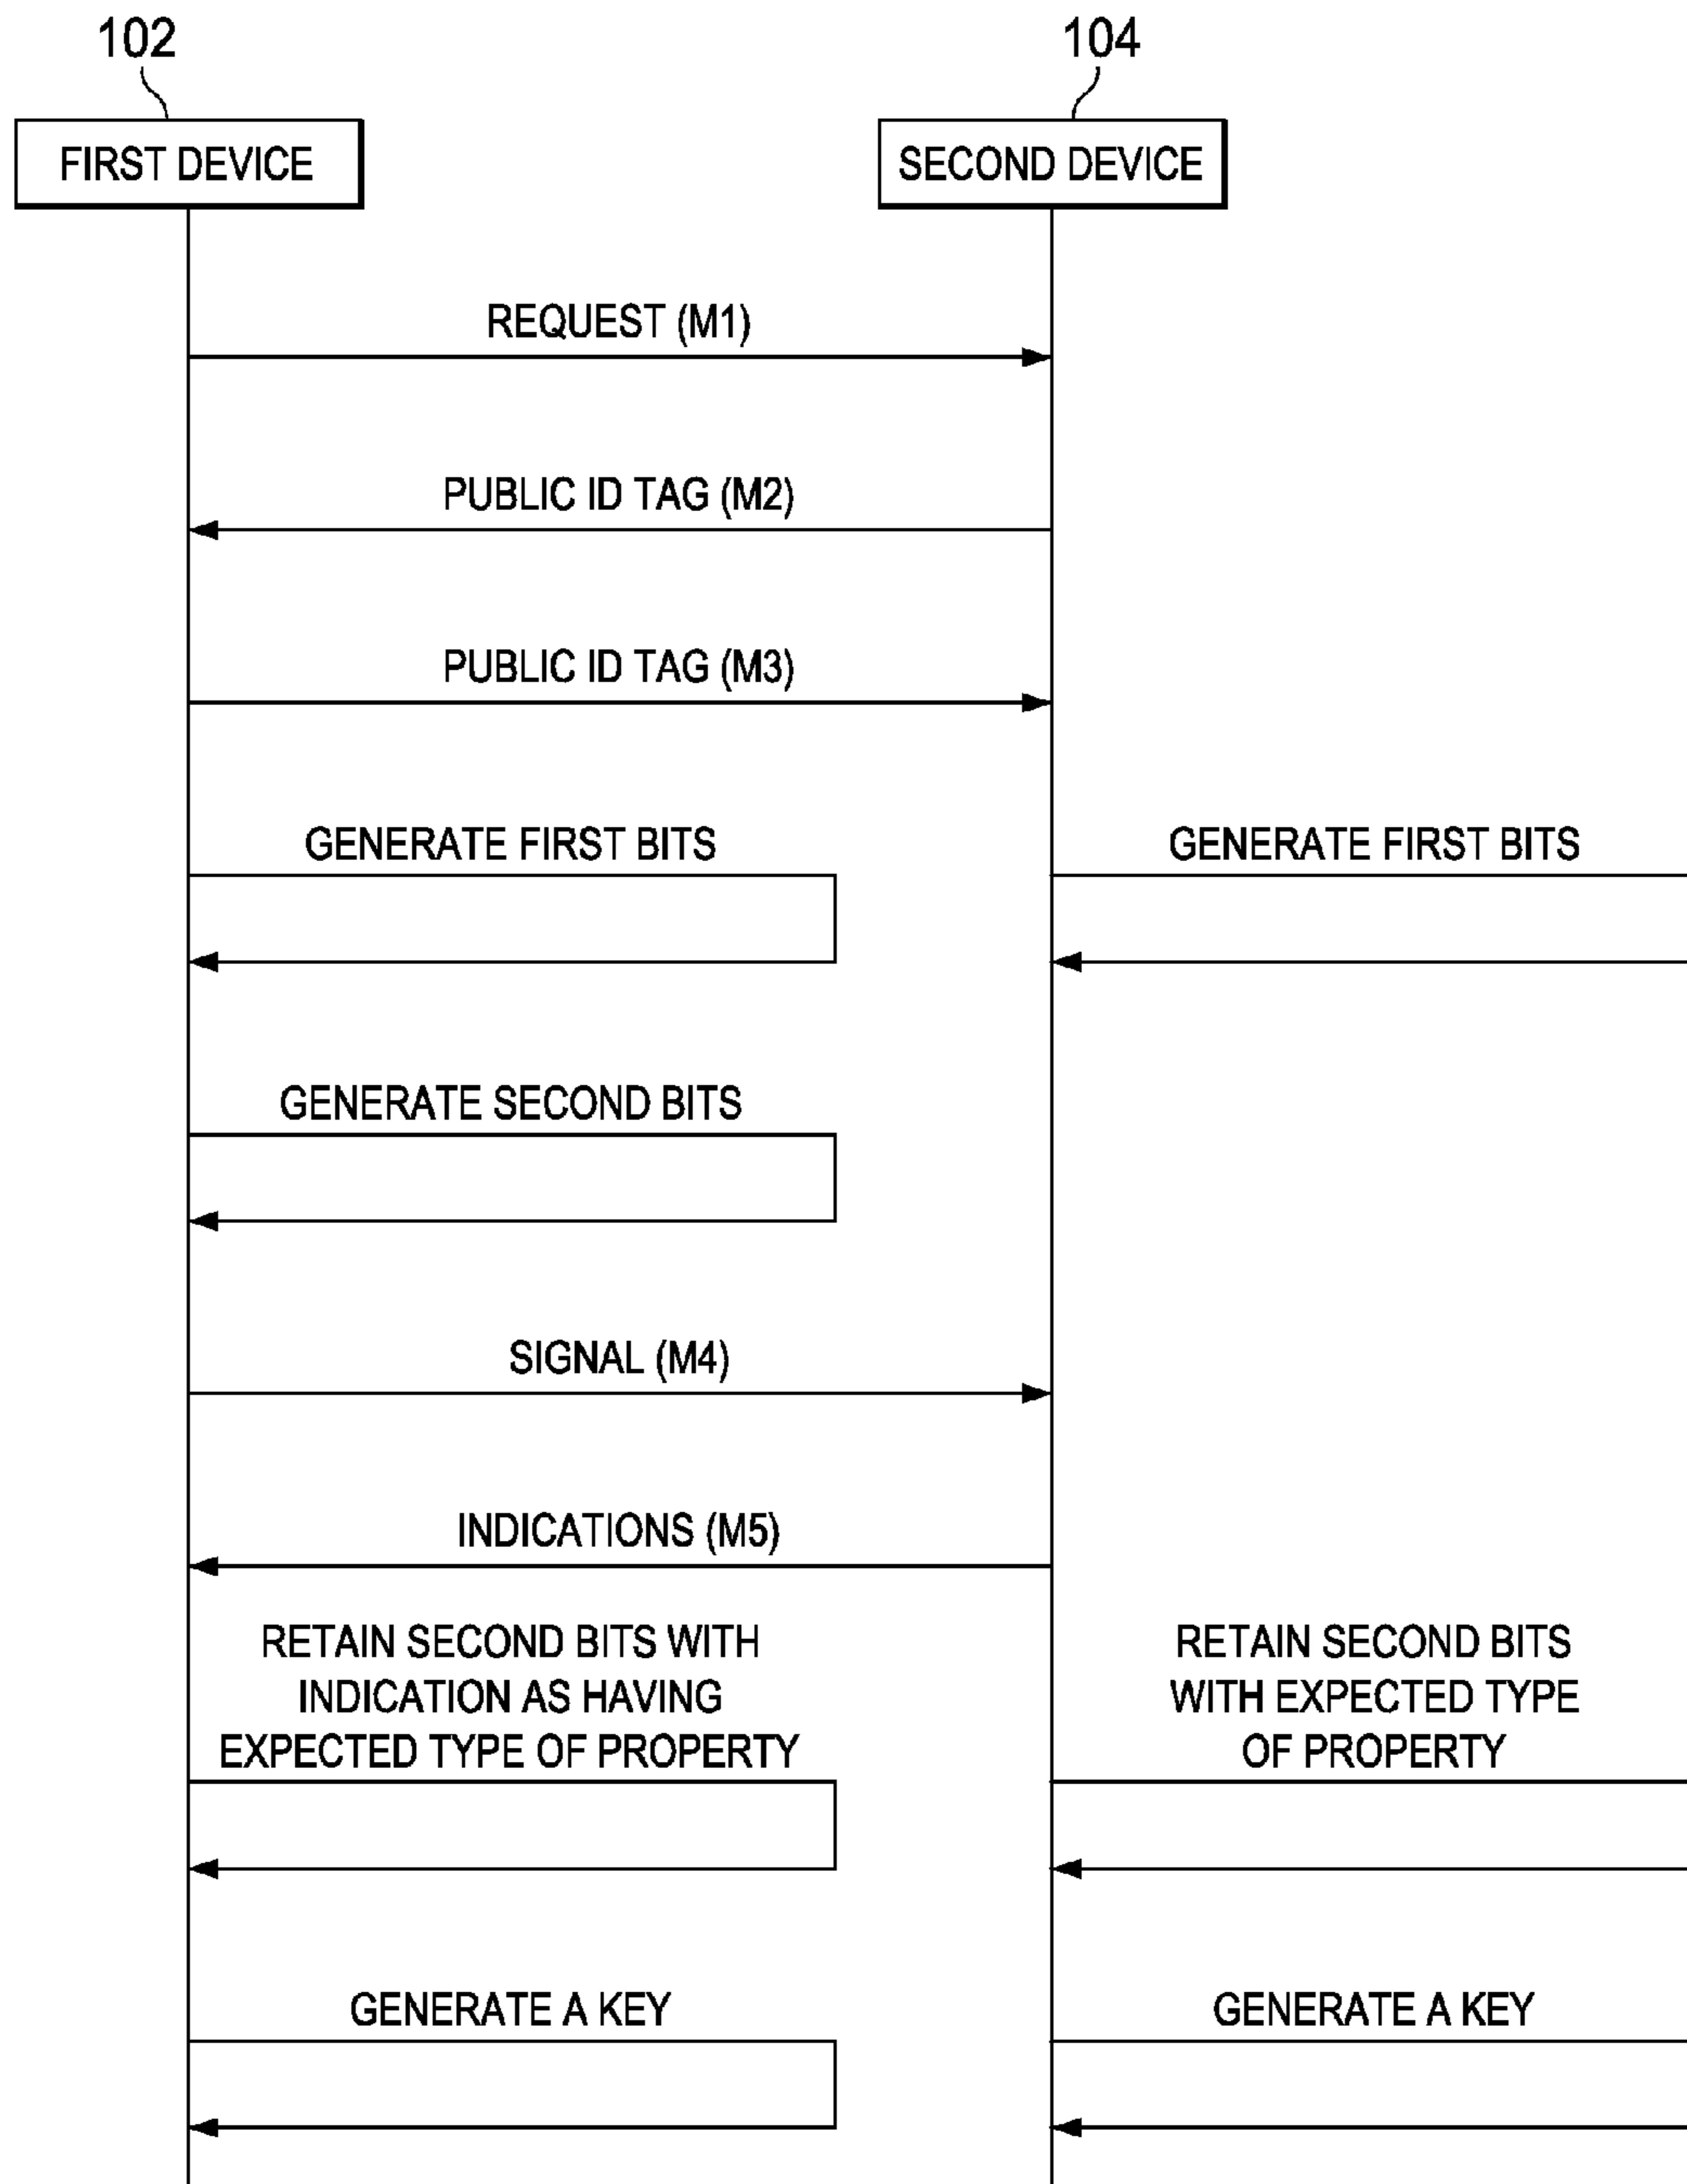 102
104
FIRST DEVICE
SECOND DEVICE
REQUEST (M1)
PUBLIC ID TAG (M2)
PUBLIC ID TAG (M3)
GENERATE FIRST BITS
GENERATE FIRST BITS
GENERATE SECOND BITS
SIGNAL (M4)
INDICATIONS (M5)
RETAIN SECOND BITS WITH
INDICATION AS HAVING
EXPECTED TYPE OF PROPERTY
RETAIN SECOND BITS
WITH EXPECTED TYPE
OF PROPERTY
GENERATE A KEY
GENERATE A KEY